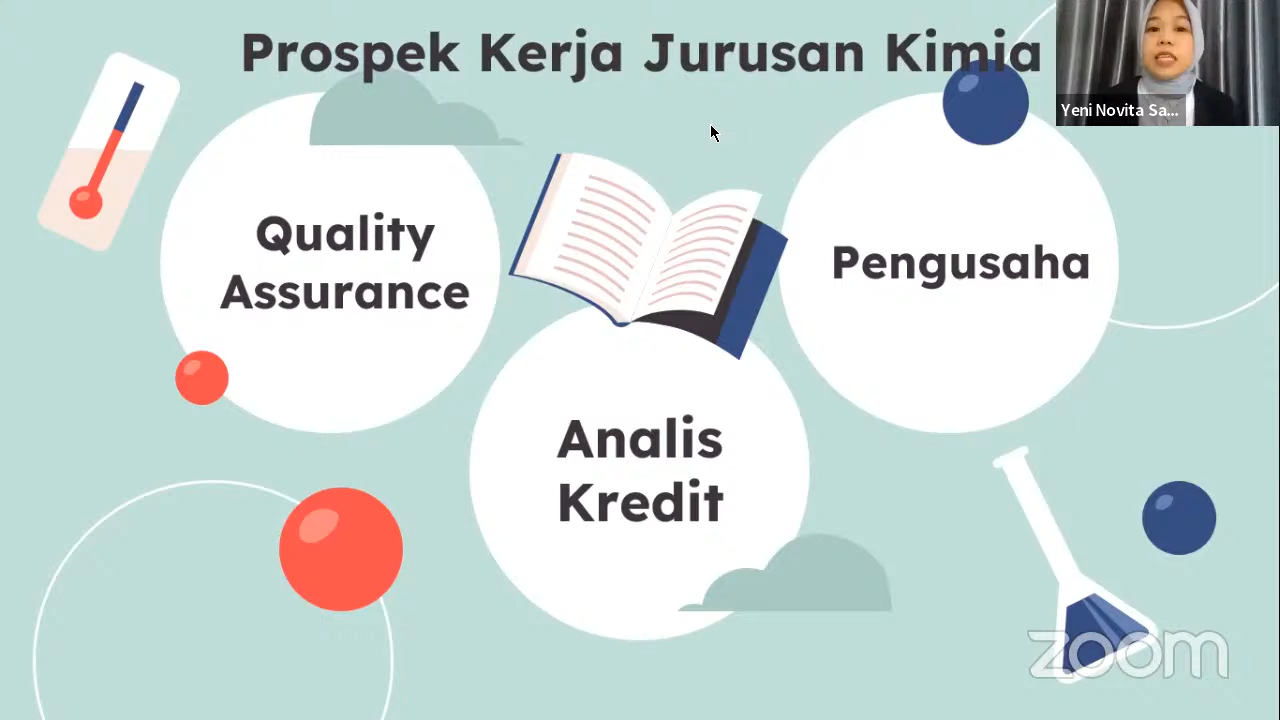 Prospek Kerja Jurusan Kimia
Yeni Novita Sa...
Quality
Assurance
Pengusaha
Analis
Kredit
zoom